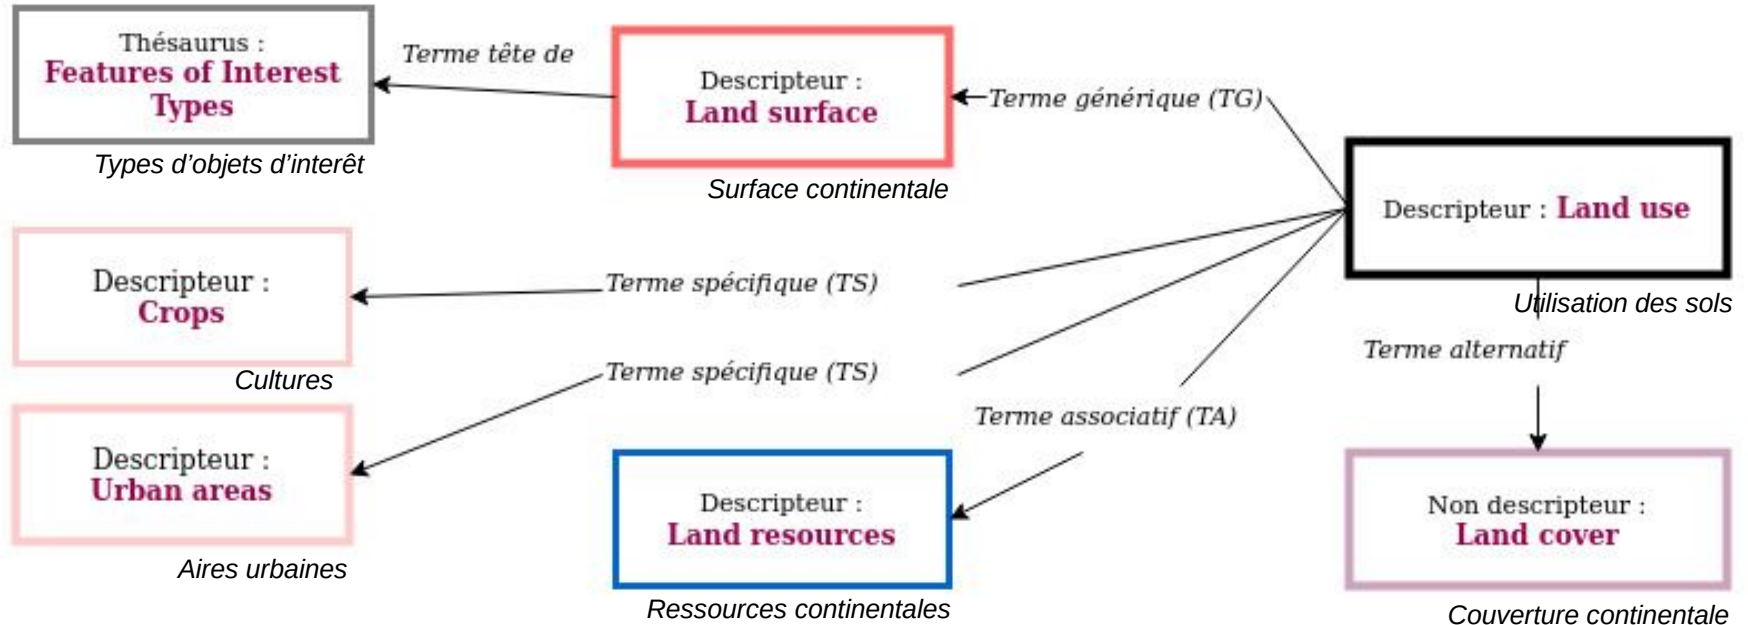 Thésaurus :
Features of Interest
Types
Types d’objets d’interêt
Terme tête de
Descripteur :
Land surface
Surface continentale
Terme générique (TG)
Descripteur : Land use
Utilisation des sols
Descripteur :
Crops
Cultures
Terme spécifique (TS)
Descripteur :
Urban areas
Aires urbaines
Terme spécifique (TS)
Terme associatif (TA)
Descripteur :
Land resources
Ressources continentales
Terme alternatif
Non descripteur :
Land cover
Couverture continentale